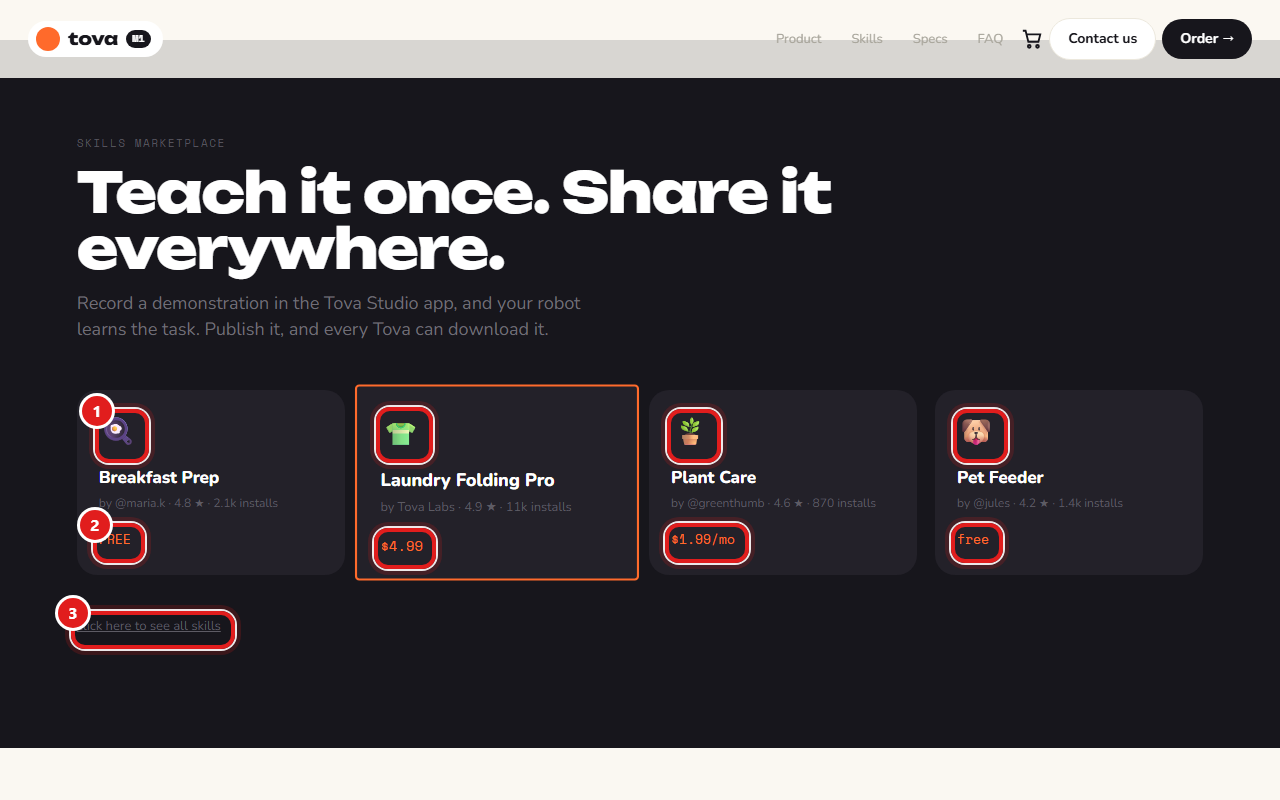 tova M1
Product
Skills
Specs
FAQ
Contact us
Order →
SKILLS MARKETPLACE
Teach it once. Share it
everywhere.
Record a demonstration in the Tova Studio app, and your robot
learns the task. Publish it, and every Tova can download it.
1
Breakfast Prep
by @maria.k · 4.8 ★ · 2.1k installs
2
FREE
Laundry Folding Pro
by Tova Labs · 4.9 ★ · 11k installs
$4.99
Plant Care
by @greenthumb · 4.6 ★ · 870 installs
$1.99/mo
Pet Feeder
by @jules · 4.2 ★ · 1.4k installs
free
3
Click here to see all skills